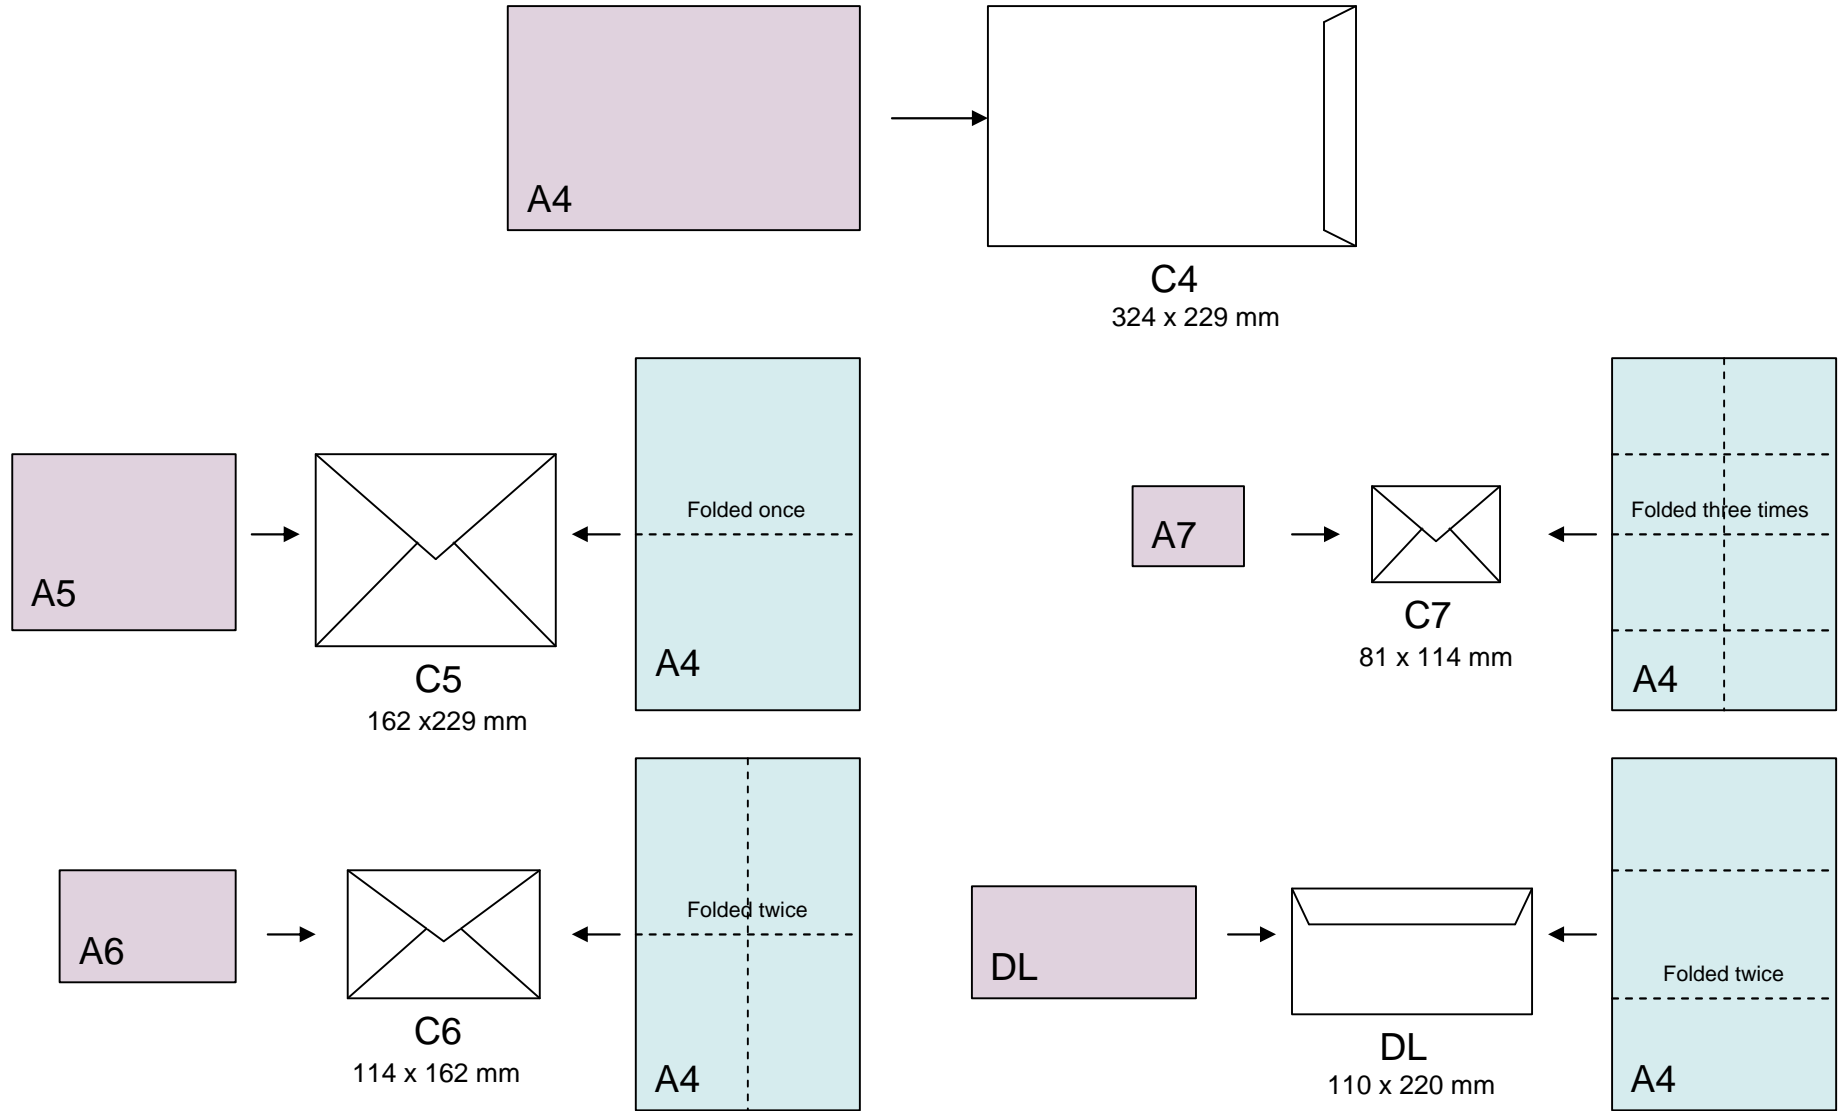 A4
C4
324 x 229 mm
A5
C5
162 x229 mm
Folded once
A4
A7
C7
81 x 114 mm
Folded three times
A4
A6
C6
114 x 162 mm
Folded twice
A4
DL
DL
110 x 220 mm
Folded twice
A4